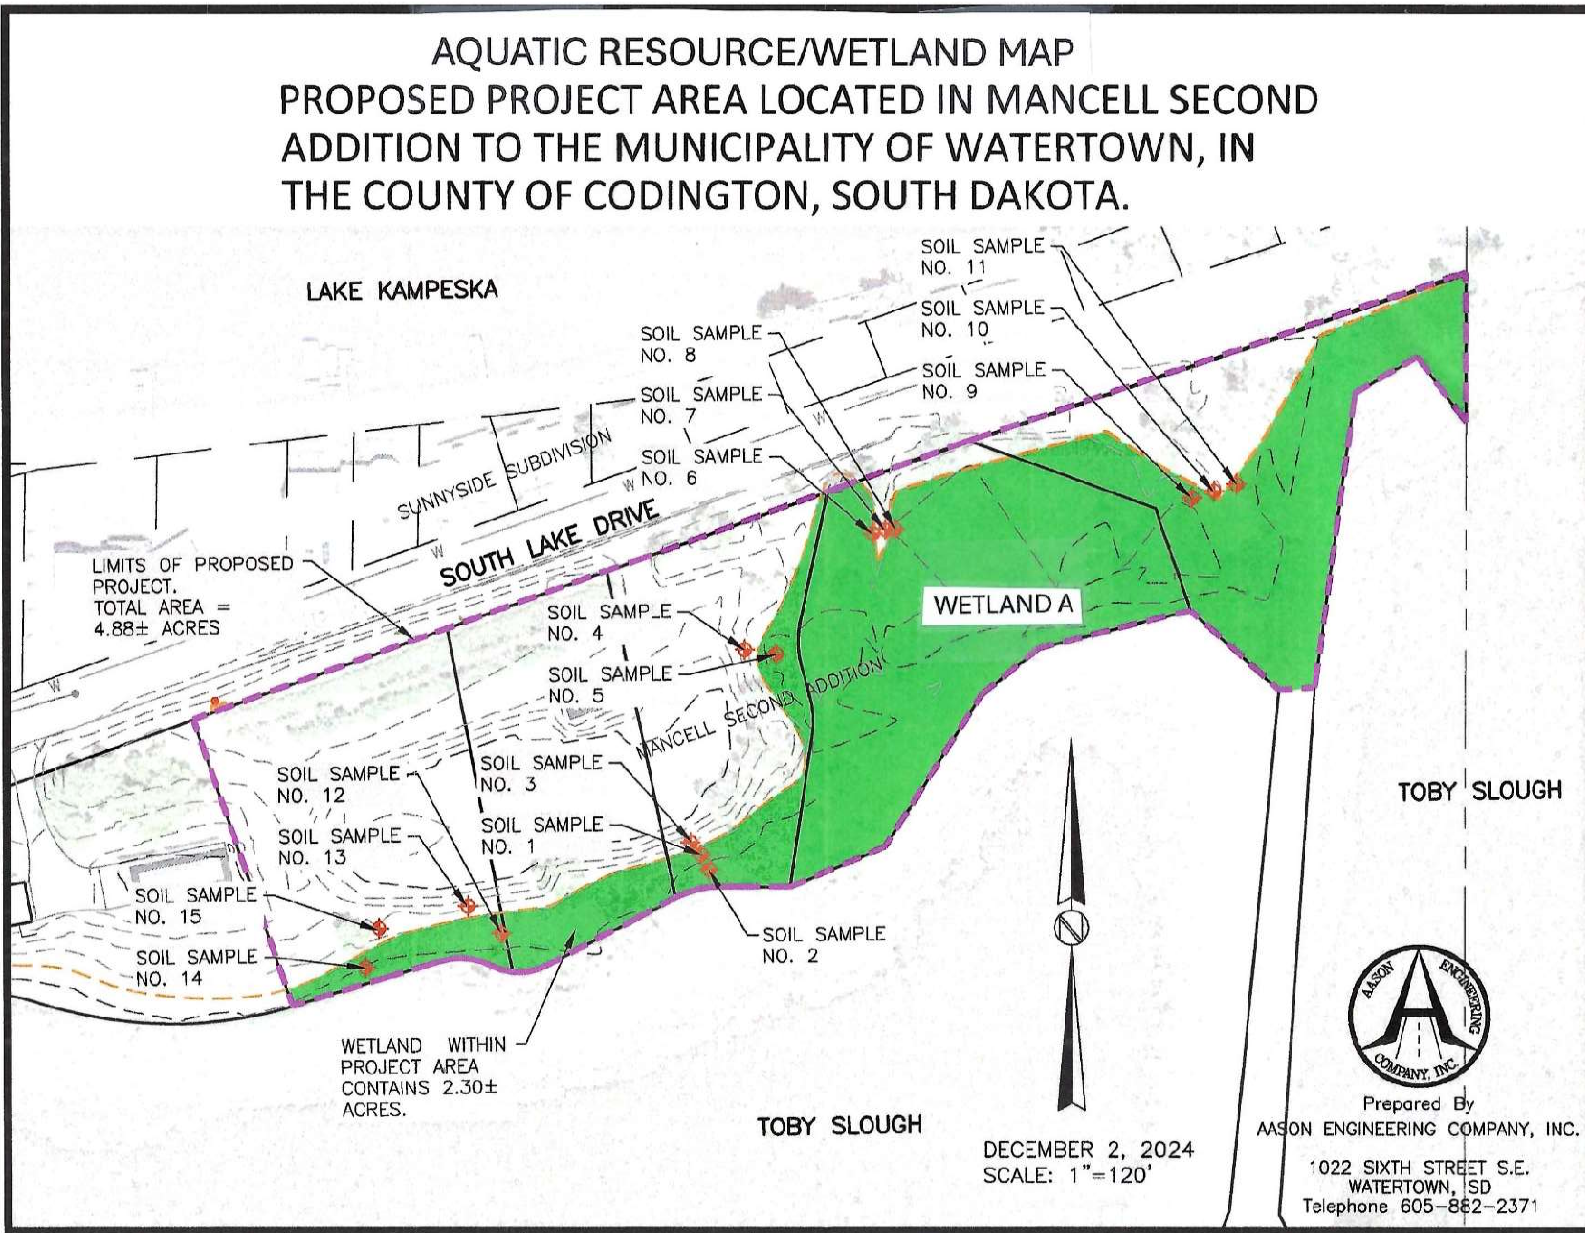 AQUATIC RESOURCE/WETLAND MAP
PROPOSED PROJECT AREA LOCATED IN MANCELL SECOND
ADDITION TO THE MUNICIPALITY OF WATERTOWN, IN
THE COUNTY OF CODINGTON, SOUTH DAKOTA.
LAKE KAMPESKA
SOIL SAMPLE
NO. 11
SOIL SAMPLE
NO. 10
SOIL SAMPLE
NO. 9
SOIL SAMPLE
NO. 8
SOIL SAMPLE
NO. 7
SOIL SAMPLE
NO. 6
SUNNYSIDE SUBDIVISION
W
W
W
W
SOUTH LAKE DRIVE
LIMITS OF PROPOSED
PROJECT.
TOTAL AREA =
4.88± ACRES
SOIL SAMPLE
NO. 4
SOIL SAMPLE
NO. 5
WETLAND A
MANCELL SECOND ADDITION
SOIL SAMPLE
NO. 3
SOIL SAMPLE
NO. 1
SOIL SAMPLE
NO. 12
SOIL SAMPLE
NO. 13
SOIL SAMPLE
NO. 15
SOIL SAMPLE
NO. 14
SOIL SAMPLE
NO. 2
TOBY SLOUGH
WETLAND WITHIN
PROJECT AREA
CONTAINS 2.30±
ACRES.
TOBY SLOUGH
N
DECEMBER 2, 2024
SCALE: 1"=120'
AASON ENGINEERING
COMPANY, INC.
A
Prepared By
AASON ENGINEERING COMPANY, INC.
1022 SIXTH STREET S.E.
WATERTOWN, SD
Telephone 605-882-2371